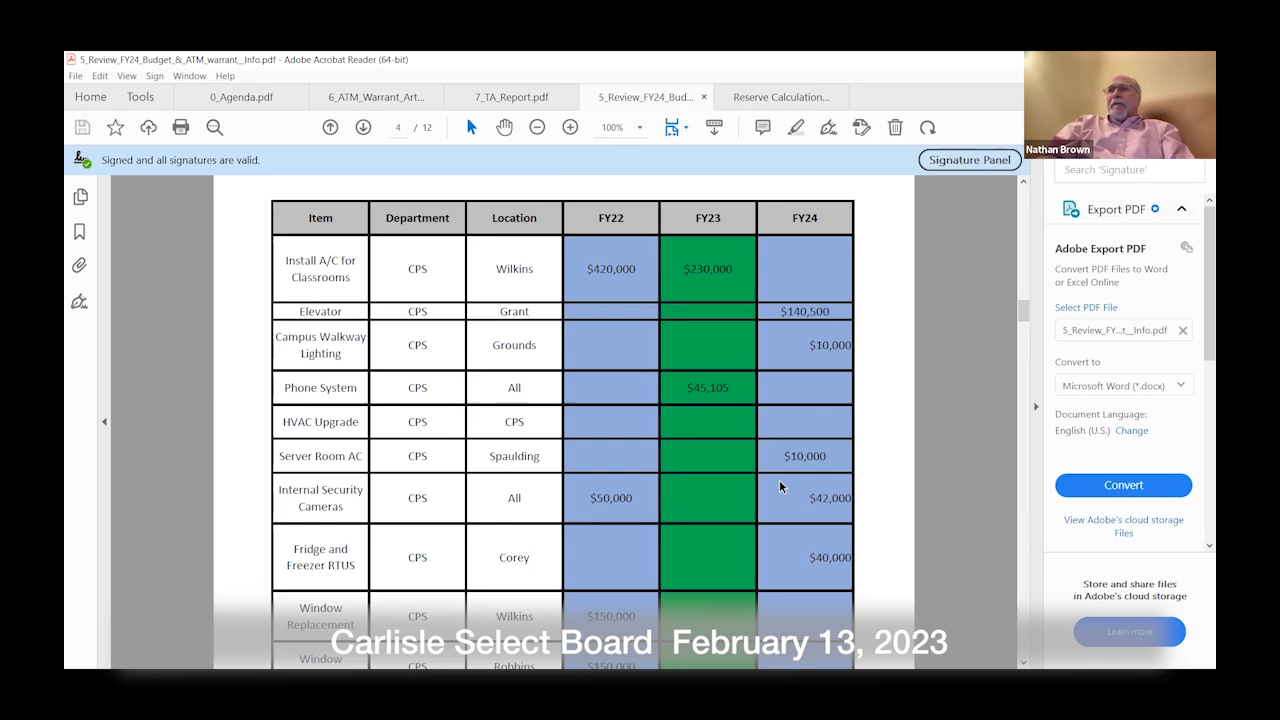 5_Review_FY24_Budget_&_ATM_warrant__Info.pdf - Adobe Acrobat Reader (64-bit)
File Edit View Sign Window Help
Home Tools 0_Agenda.pdf 6_ATM_Warrant_Art... 7_TA_Report.pdf 5_Review_FY24_Bud... × Reserve Calculation...
4 / 12 100%
Nathan Brown
Signed and all signatures are valid. Signature Panel
Search 'Signature'
Export PDF
Adobe Export PDF
Convert PDF Files to Word
or Excel Online
Select PDF File
5_Review_FY...t__Info.pdf
Convert to
Microsoft Word (*.docx)
Document Language:
English (U.S.) Change
Convert
View Adobe's cloud storage
Files
Store and share files
in Adobe's cloud storage
Learn more
Item Department Location FY22 FY23 FY24
Install A/C for
Classrooms CPS Wilkins $420,000 $230,000
Elevator CPS Grant $140,500
Campus Walkway
Lighting CPS Grounds $10,000
Phone System CPS All $45,105
HVAC Upgrade CPS CPS
Server Room AC CPS Spaulding $10,000
Internal Security
Cameras CPS All $50,000 $42,000
Fridge and
Freezer RTUS CPS Corey $40,000
Window
Replacement CPS Wilkins $150,000
Window CPS Robbins $150,000
Carlisle Select Board February 13, 2023